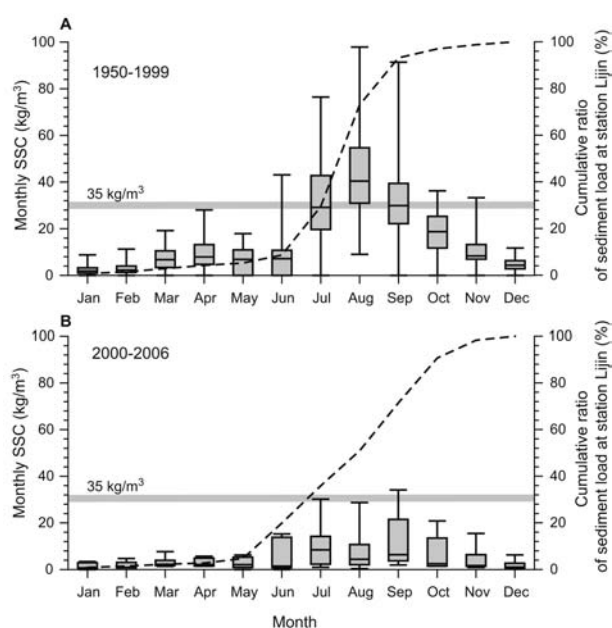 A
1950-1999
Monthly SSC (kg/m³)
100
80
60
40
20
0
35 kg/m³
100
80
60
40
20
0
Cumulative ratio
of sediment load at station Lijin (%)
Jan Feb Mar Apr May Jun Jul Aug Sep Oct Nov Dec
B
2000-2006
Monthly SSC (kg/m³)
100
80
60
40
20
0
35 kg/m³
100
80
60
40
20
0
Cumulative ratio
of sediment load at station Lijin (%)
Jan Feb Mar Apr May Jun Jul Aug Sep Oct Nov Dec
Month